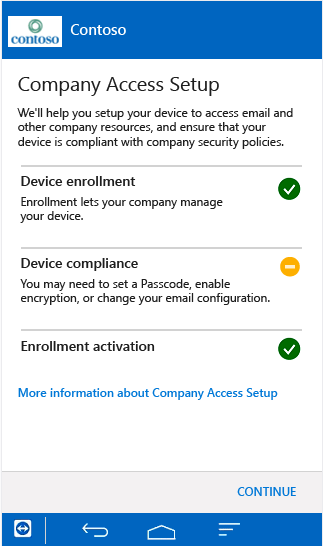 contoso
Contoso
Company Access Setup
We'll help you setup your device to access email and
other company resources, and ensure that your
device is compliant with company security policies.
Device enrollment
Enrollment lets your company manage
your device.
Device compliance
You may need to set a Passcode, enable
encryption, or change your email configuration.
Enrollment activation
More information about Company Access Setup
CONTINUE